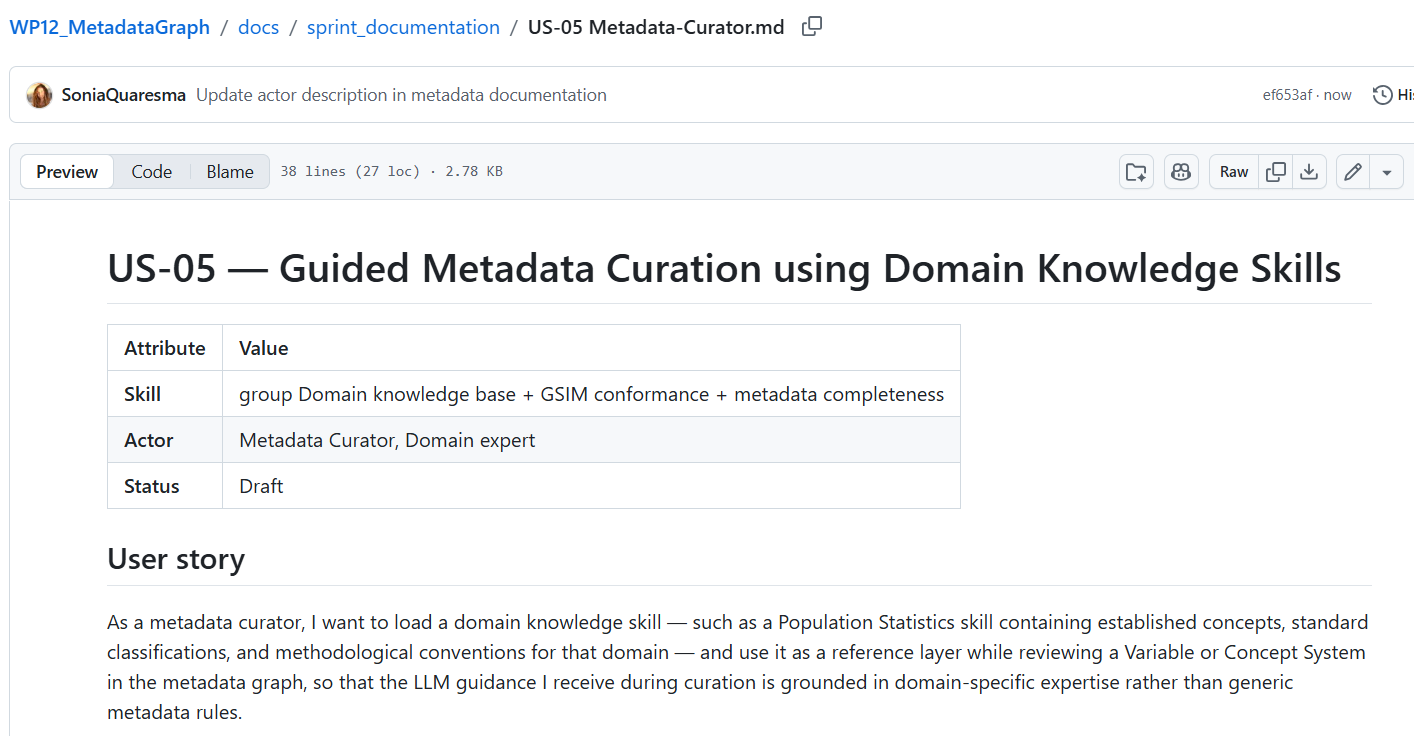 WP12_MetadataGraph / docs / sprint_documentation / US-05 Metadata-Curator.md
SoniaQuaresma Update actor description in metadata documentation ef653af · now
Preview Code Blame 38 lines (27 loc) · 2.78 KB Raw
US-05 — Guided Metadata Curation using Domain Knowledge Skills
Attribute Value
Skill group Domain knowledge base + GSIM conformance + metadata completeness
Actor Metadata Curator, Domain expert
Status Draft
User story
As a metadata curator, I want to load a domain knowledge skill — such as a Population Statistics skill containing established concepts, standard
classifications, and methodological conventions for that domain — and use it as a reference layer while reviewing a Variable or Concept System
in the metadata graph, so that the LLM guidance I receive during curation is grounded in domain-specific expertise rather than generic
metadata rules.